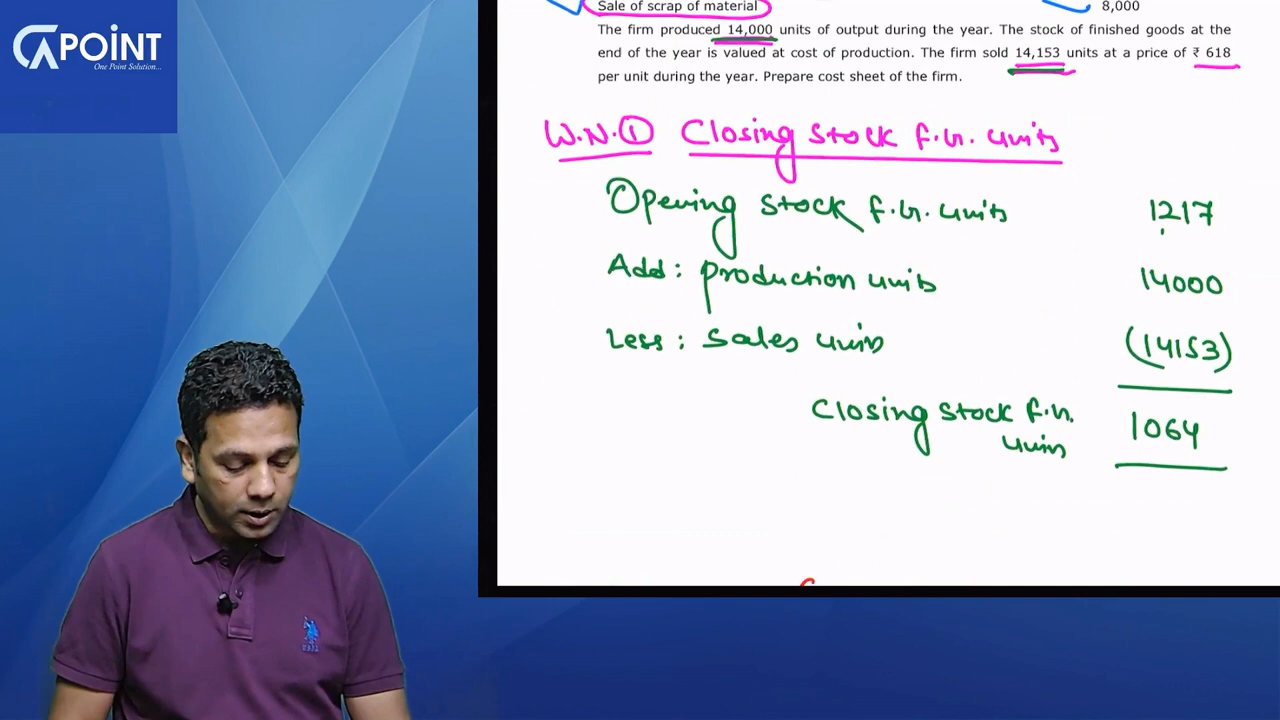 CAPOINT
One Point Solution...
Sale of scrap of material 8,000
The firm produced 14,000 units of output during the year. The stock of finished goods at the
end of the year is valued at cost of production. The firm sold 14,153 units at a price of ₹ 618
per unit during the year. Prepare cost sheet of the firm.
W.N.① Closing Stock F.G. units
Opening Stock F.G. units 1217
Add: production units 14000
Less: Sales units (14153)
Closing Stock F.G. 1064
units